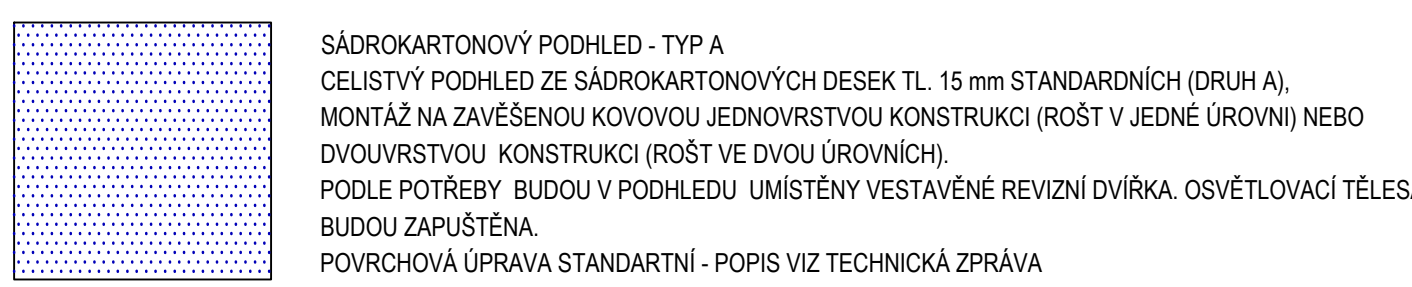 SÁDROKARTONOVÝ PODHLED - TYP A
CELISTVÝ PODHLED ZE SÁDROKARTONOVÝCH DESEK TL. 15 mm STANDARDNÍCH (DRUH A),
MONTÁŽ NA ZAVĚŠENOU KOVOVOU JEDNOVRSTVOU KONSTRUKCI (ROŠT V JEDNÉ ÚROVNI) NEBO
DVOUVRSTVOU KONSTRUKCI (ROŠT VE DVOU ÚROVNÍCH).
PODLE POTŘEBY BUDOU V PODHLEDU UMÍSTĚNY VESTAVĚNÉ REVIZNÍ DVÍŘKA. OSVĚTLOVACÍ TĚLESA
BUDOU ZAPUŠTĚNA.
POVRCHOVÁ ÚPRAVA STANDARTNÍ - POPIS VIZ TECHNICKÁ ZPRÁVA